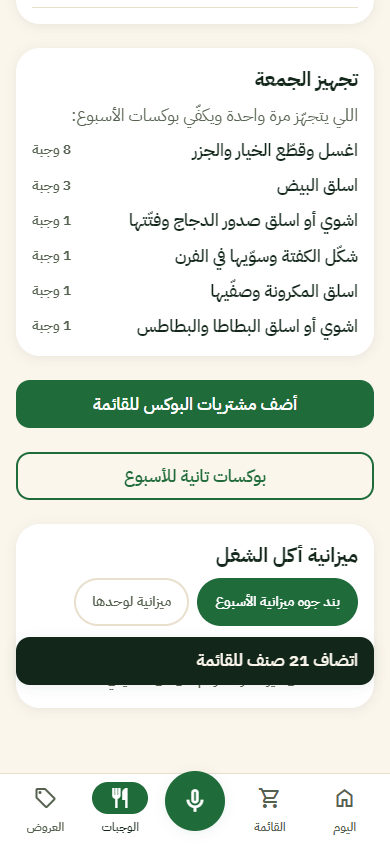 تجهيز الجمعة
اللي يتجهّز مرة واحدة ويكفّي بوكسات الأسبوع:
اغسل وقطّع الخيار والجزر 8 وجبة
اسلق البيض 3 وجبة
اشوي أو اسلق صدور الدجاج وفتّتها 1 وجبة
شكّل الكفتة وسوّيها في الفرن 1 وجبة
اسلق المكرونة وصفّيها 1 وجبة
اشوي أو اسلق البطاطا والبطاطس 1 وجبة
أضف مشتريات البوكس للقائمة
بوكسات تانية للأسبوع
ميزانية أكل الشغل
بند جوه ميزانية الأسبوع
ميزانية لوحدها
اتضاف 21 صنف للقائمة
اليوم
القائمة
الوجبات
العروض